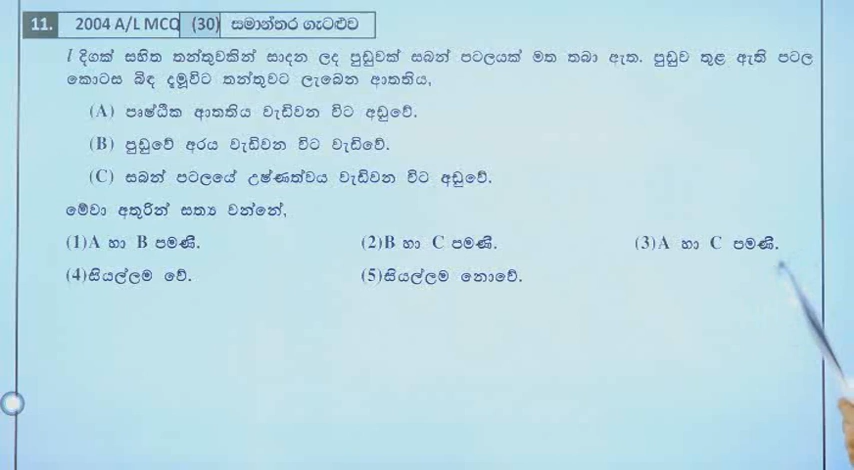 11. 2004 A/L MCQ (30) සමාන්තර ගැටළුව
l දිගක් සහිත තන්තුවකින් සාදන ලද පුඩුවක් සබන් පටලයක් මත තබා ඇත. පුඩුව තුළ ඇති පටල
කොටස බිඳ දැමූවිට තන්තුවට ලැබෙන ආතතිය,
(A) පෘෂ්ඨික ආතතිය වැඩිවන විට අඩුවේ.
(B) පුඩුවේ අරය වැඩිවන විට වැඩිවේ.
(C) සබන් පටලයේ උෂ්ණත්වය වැඩිවන විට අඩුවේ.
මේවා අතුරින් සත්‍ය වන්නේ,
(1)A හා B පමණි. (2)B හා C පමණි. (3)A හා C පමණි.
(4)සියල්ලම වේ. (5)සියල්ලම නොවේ.